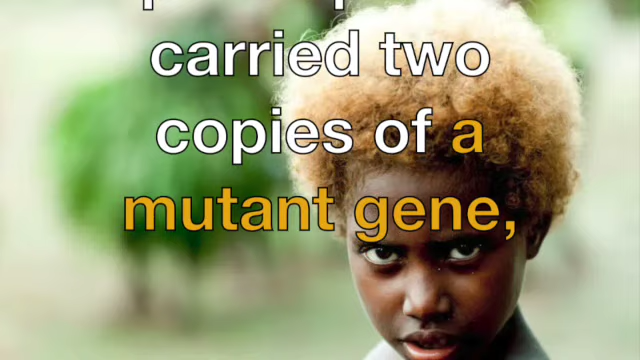 carried two
copies of a
mutant gene,